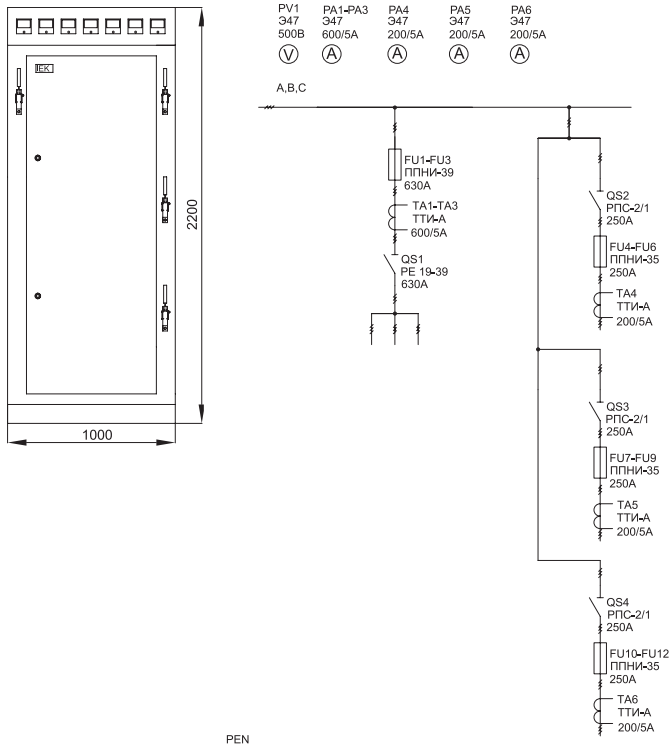 PV1
Э47
500В
V
PA1-PA3
Э47
600/5А
A
PA4
Э47
200/5А
A
PA5
Э47
200/5А
A
PA6
Э47
200/5А
A
IEK
2200
1000
A,B,C
FU1-FU3
ППНИ-39
630А
TA1-TA3
ТТИ-А
600/5А
QS1
РЕ 19-39
630А
QS2
РПС-2/1
250А
FU4-FU6
ППНИ-35
250А
TA4
ТТИ-А
200/5А
QS3
РПС-2/1
250А
FU7-FU9
ППНИ-35
250А
TA5
ТТИ-А
200/5А
QS4
РПС-2/1
250А
FU10-FU12
ППНИ-35
250А
TA6
ТТИ-А
200/5А
PEN